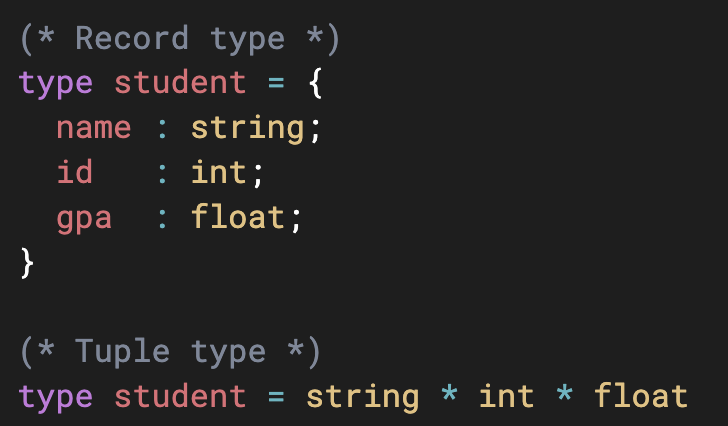 (* Record type *)
type student = {
  name : string;
  id   : int;
  gpa  : float;
}

(* Tuple type *)
type student = string * int * float